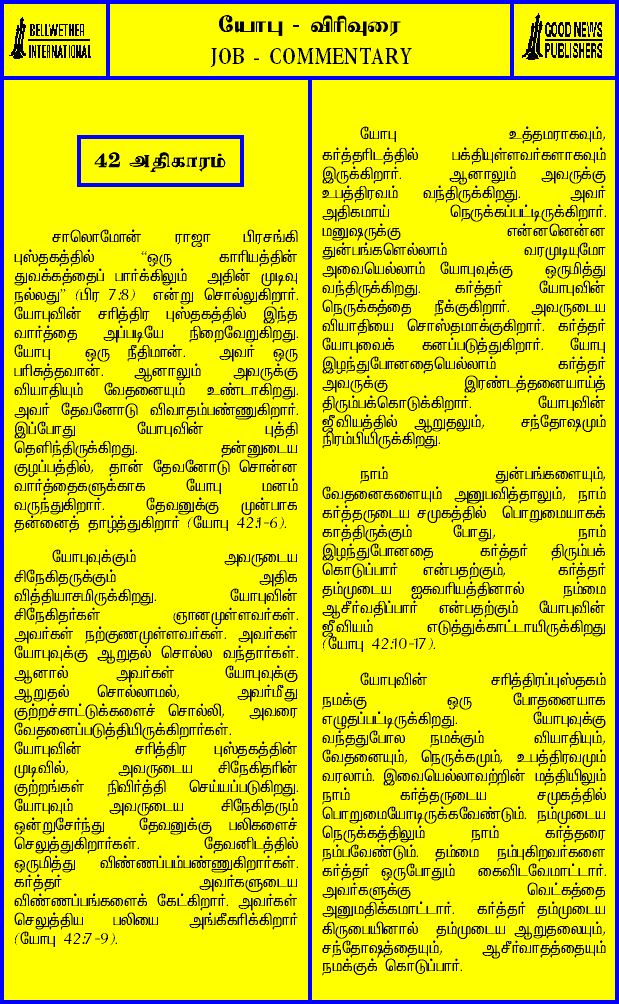 BELLWETHER
INTERNATIONAL
யோபு - விரிவுரை
JOB - COMMENTARY
GOOD NEWS
PUBLISHERS
42 அதிகாரம்
சாலொமோன் ராஜா பிரசங்கி
புஸ்தகத்தில் “ஒரு காரியத்தின்
துவக்கத்தைப் பார்க்கிலும் அதின் முடிவு
நல்லது” (பிர 7:8) என்று சொல்லுகிறார்.
யோபுவின் சரித்திர புஸ்தகத்தில் இந்த
வார்த்தை அப்படியே நிறைவேறுகிறது.
யோபு ஒரு நீதிமான். அவர் ஒரு
பரிசுத்தவான். ஆனாலும் அவருக்கு
வியாதியும் வேதனையும் உண்டாகிறது.
அவர் தேவனோடு விவாதம்பண்ணுகிறார்.
இப்போது யோபுவின் புத்தி
தெளிந்திருக்கிறது. தன்னுடைய
குழப்பத்தில், தான் தேவனோடு சொன்ன
வார்த்தைகளுக்காக யோபு மனம்
வருந்துகிறார். தேவனுக்கு முன்பாக
தன்னைத் தாழ்த்துகிறார் (யோபு 42:1-6).
யோபுவுக்கும் அவருடைய
சிநேகிதருக்கும் அதிக
வித்தியாசமிருக்கிறது. யோபுவின்
சிநேகிதர்கள் ஞானமுள்ளவர்கள்.
அவர்கள் நற்குணமுள்ளவர்கள். அவர்கள்
யோபுவுக்கு ஆறுதல் சொல்ல வந்தார்கள்.
ஆனால் அவர்கள் யோபுவுக்கு
ஆறுதல் சொல்லாமல், அவர்மீது
குற்றச்சாட்டுக்களைச் சொல்லி, அவரை
வேதனைப்படுத்தியிருக்கிறார்கள்.
யோபுவின் சரித்திர புஸ்தகத்தின்
முடிவில், அவருடைய சிநேகிதரின்
குற்றங்கள் நிவிர்த்தி செய்யப்படுகிறது.
யோபுவும் அவருடைய சிநேகிதரும்
ஒன்றுசேர்ந்து தேவனுக்கு பலிகளைச்
செலுத்துகிறார்கள். தேவனிடத்தில்
ஒருமித்து விண்ணப்பம்பண்ணுகிறார்கள்.
கர்த்தர் அவர்களுடைய
விண்ணப்பங்களைக் கேட்கிறார். அவர்கள்
செலுத்திய பலியை அங்கீகரிக்கிறார்
(யோபு 42:7-9).
யோபு உத்தமராகவும்,
கர்த்தரிடத்தில் பக்தியுள்ளவர்களாகவும்
இருக்கிறார். ஆனாலும் அவருக்கு
உபத்திரவம் வந்திருக்கிறது. அவர்
அதிகமாய் நெருக்கப்பட்டிருக்கிறார்.
மனுஷருக்கு என்னனென்ன
துன்பங்களெல்லாம் வரமுடியுமோ
அவையெல்லாம் யோபுவுக்கு ஒருமித்து
வந்திருக்கிறது. கர்த்தர் யோபுவின்
நெருக்கத்தை நீக்குகிறார். அவருடைய
வியாதியை சொஸ்தமாக்குகிறார். கர்த்தர்
யோபுவைக் கனப்படுத்துகிறார். யோபு
இழந்துபோனதையெல்லாம் கர்த்தர்
அவருக்கு இரண்டத்தனையாய்த்
திரும்பக்கொடுக்கிறார். யோபுவின்
ஜீவியத்தில் ஆறுதலும், சந்தோஷமும்
நிரம்பியிருக்கிறது.
நாம் துன்பங்களையும்,
வேதனைகளையும் அனுபவித்தாலும், நாம்
கர்த்தருடைய சமுகத்தில் பொறுமையாகக்
காத்திருக்கும் போது, நாம்
இழந்துபோனதை கர்த்தர் திரும்பக்
கொடுப்பார் என்பதற்கும், கர்த்தர்
தம்முடைய ஐசுவரியத்தினால் நம்மை
ஆசீர்வதிப்பார் என்பதற்கும் யோபுவின்
ஜீவியம் எடுத்துக்காட்டாயிருக்கிறது
(யோபு 42:10-17).
யோபுவின் சரித்திரப்புஸ்தகம்
நமக்கு ஒரு போதனையாக
எழுதப்பட்டிருக்கிறது. யோபுவுக்கு
வந்ததுபோல நமக்கும் வியாதியும்,
வேதனையும், நெருக்கமும், உபத்திரவமும்
வரலாம். இவையெல்லாவற்றின் மத்தியிலும்
நாம் கர்த்தருடைய சமுகத்தில்
பொறுமையோடிருக்கவேண்டும். நம்முடைய
நெருக்கத்திலும் நாம் கர்த்தரை
நம்பவேண்டும். தம்மை நம்புகிறவர்களை
கர்த்தர் ஒருபோதும் கைவிடவேமாட்டார்.
அவர்களுக்கு வெட்கத்தை
அனுமதிக்கமாட்டார். கர்த்தர் தம்முடைய
கிருபையினால் தம்முடைய ஆறுதலையும்,
சந்தோஷத்தையும், ஆசீர்வாதத்தையும்
நமக்குக் கொடுப்பார்.